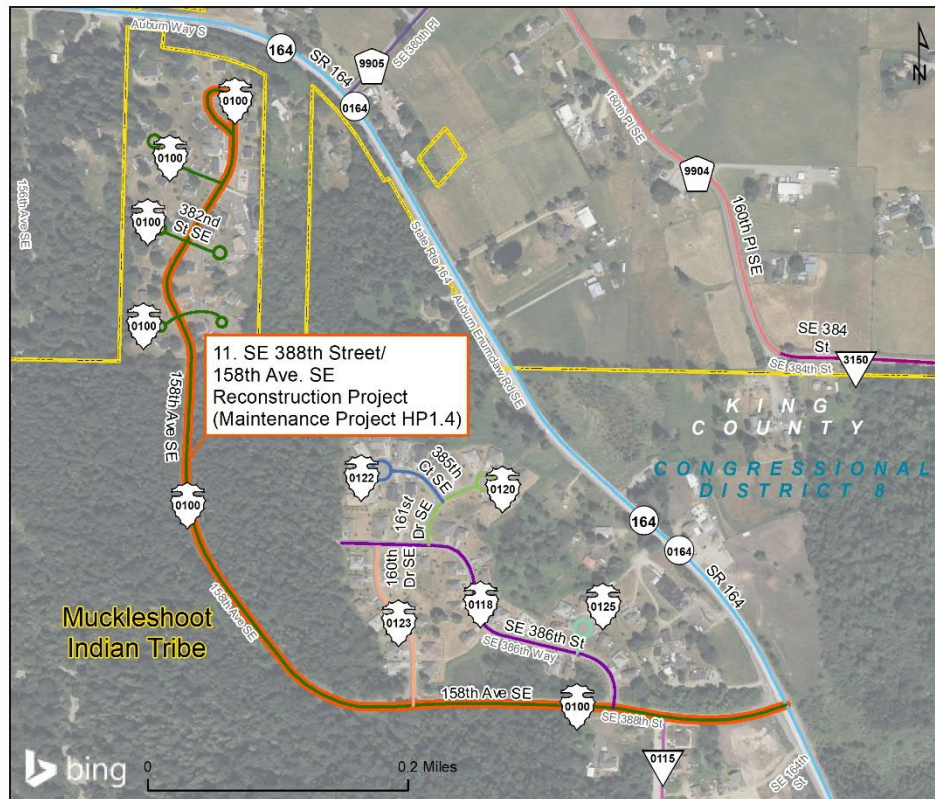 Auburn Way S
164
9905
SE 380th Pl
N
0100
SR 164
0164
160th Pl SE
0100
9904
156th Ave SE
0100
382nd
St SE
160th Pl SE
State Rte 164
0100
SE 384
St
3150
SE 384th St
11. SE 388th Street/
158th Ave. SE
Reconstruction Project
(Maintenance Project HP1.4)
Auburn Enumclaw Rd SE
158th Ave SE
KING
COUNTY
CONGRESSIONAL
DISTRICT 8
385th
Ct SE
0122
0120
161st
Dr SE
0100
164
0164
160th
Dr SE
SR 164
158th Ave SE
0118
0125
Muckleshoot
Indian Tribe
0123
SE 386th St
SE 386th Way
158th Ave SE
0100
SE 388th St
0115
SE 164th
St
bing
0
0.2 Miles